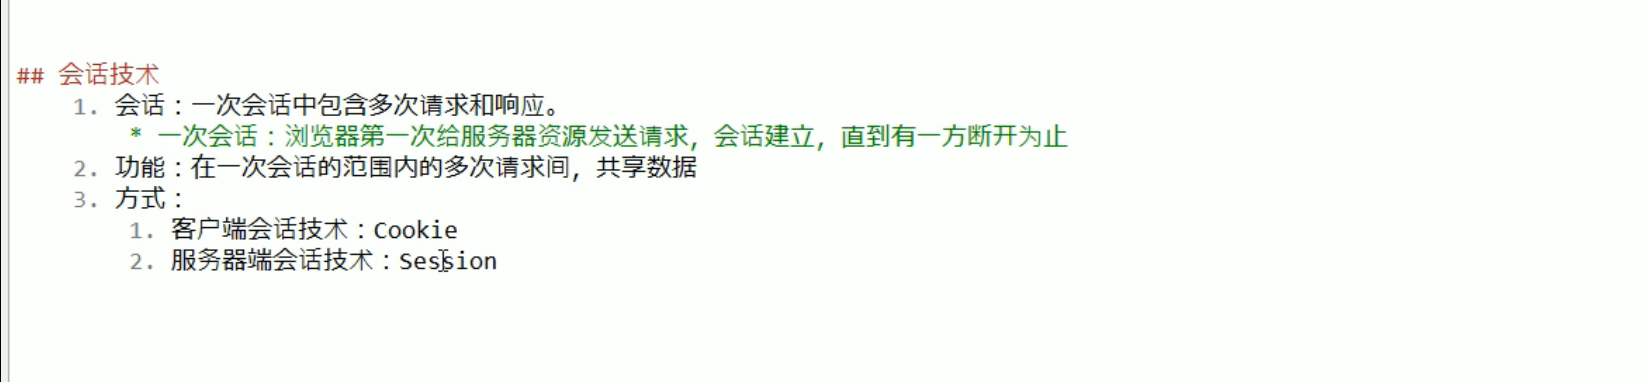 ## 会话技术
1. 会话：一次会话中包含多次请求和响应。
* 一次会话：浏览器第一次给服务器资源发送请求，会话建立，直到有一方断开为止
2. 功能：在一次会话的范围内的多次请求间，共享数据
3. 方式：
1. 客户端会话技术：Cookie
2. 服务器端会话技术：Session